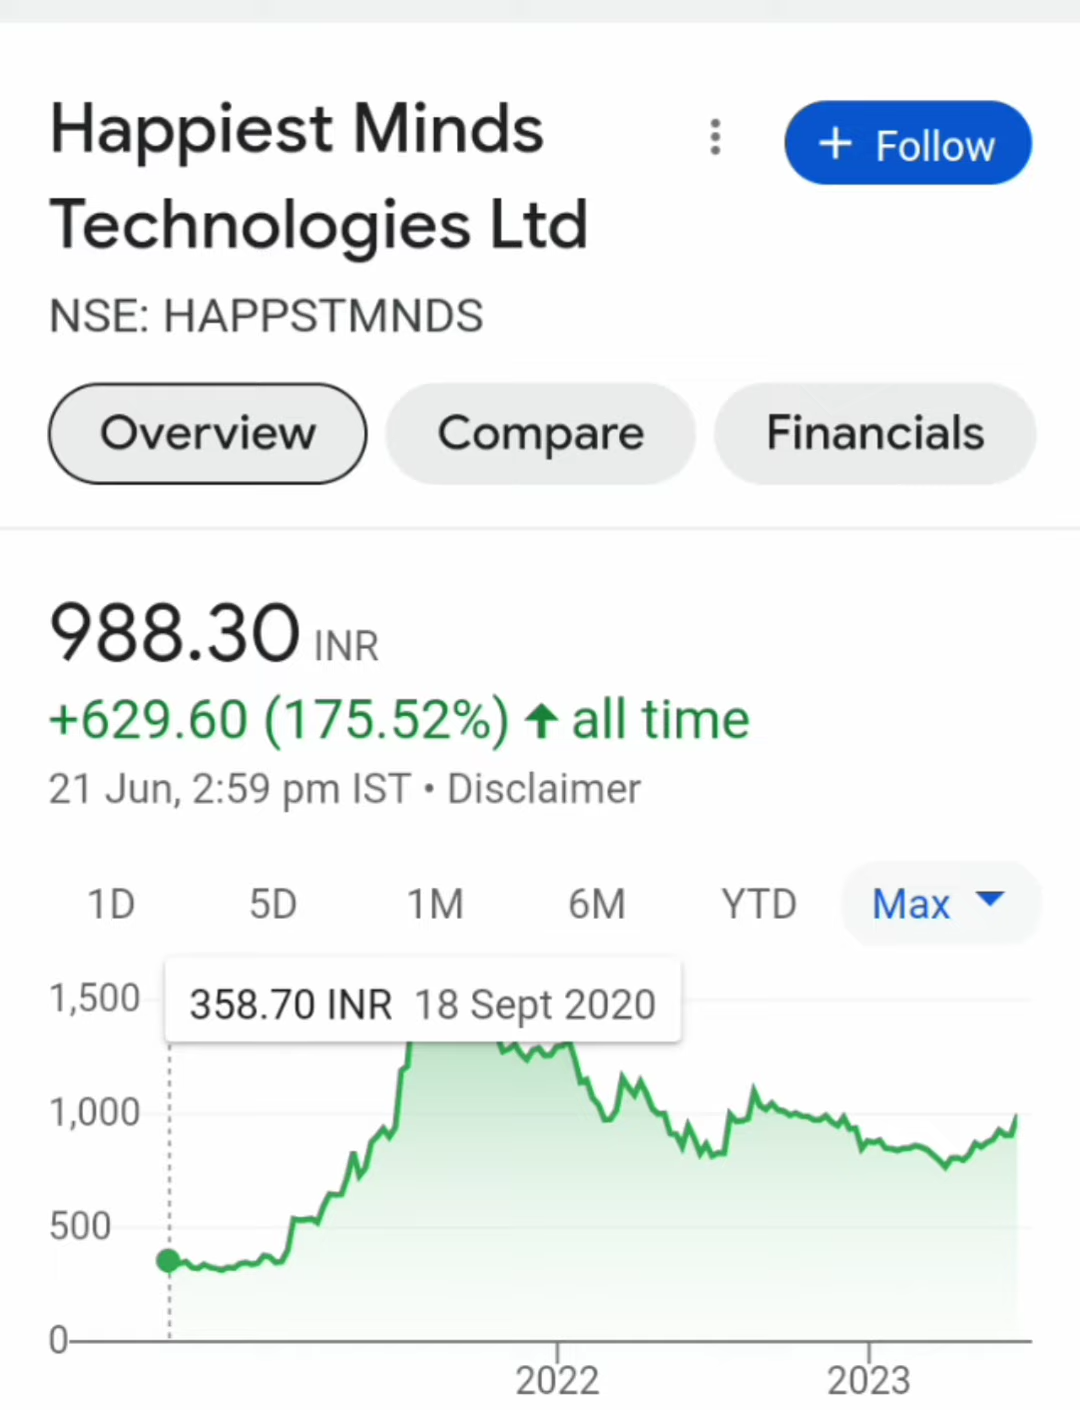 Happiest Minds
Technologies Ltd
+ Follow
NSE: HAPPSTMNDS
Overview Compare Financials
988.30 INR
+629.60 (175.52%) ↑ all time
21 Jun, 2:59 pm IST • Disclaimer
1D 5D 1M 6M YTD Max
1,500
358.70 INR 18 Sept 2020
1,000
500
0
2022 2023